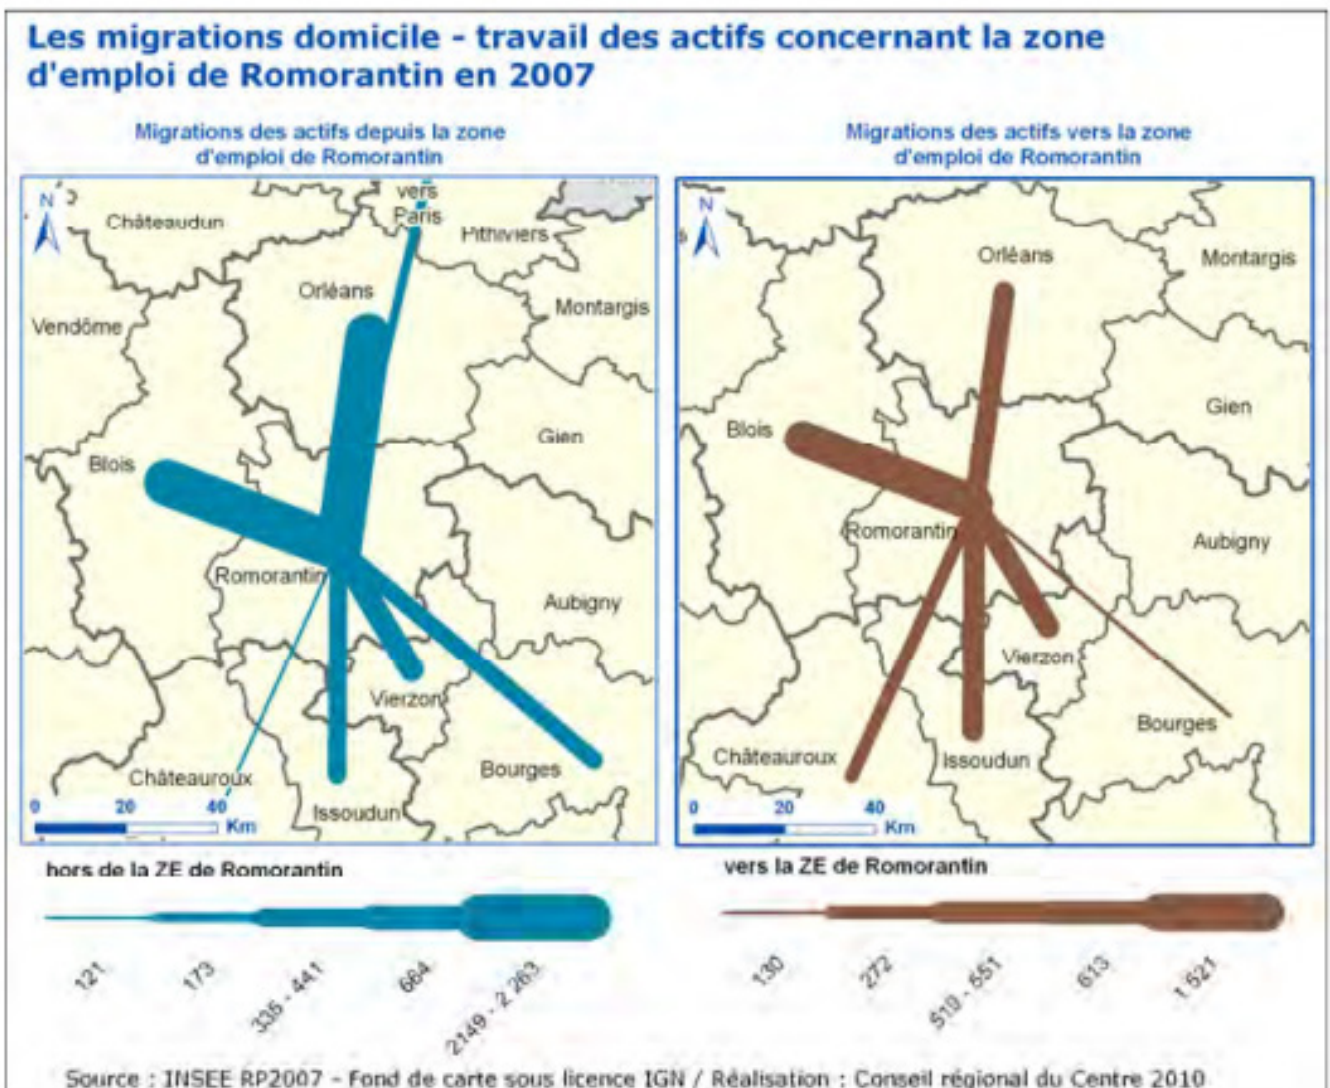 Les migrations domicile - travail des actifs concernant la zone
d'emploi de Romorantin en 2007
Migrations des actifs depuis la zone
d'emploi de Romorantin
N
vers
Paris
Châteaudun
Pithiviers
Orléans
Montargis
Vendôme
Gien
Blois
Romorantin
Aubigny
Vierzon
Bourges
Châteauroux
Issoudun
0 20 40
Km
hors de la ZE de Romorantin
121
173
335 - 441
664
2149 - 2 263
Migrations des actifs vers la zone
d'emploi de Romorantin
N
Orléans
Montargis
Gien
Blois
Romorantin
Aubigny
Vierzon
Bourges
Châteauroux
Issoudun
0 20 40
Km
vers la ZE de Romorantin
130
272
519 - 551
613
1 521
Source : INSEE RP2007 - Fond de carte sous licence IGN / Réalisation : Conseil régional du Centre 2010